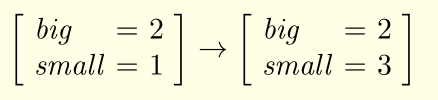 [ big = 2 ] → [ big = 2 ]
[ small = 1 ] [ small = 3 ]